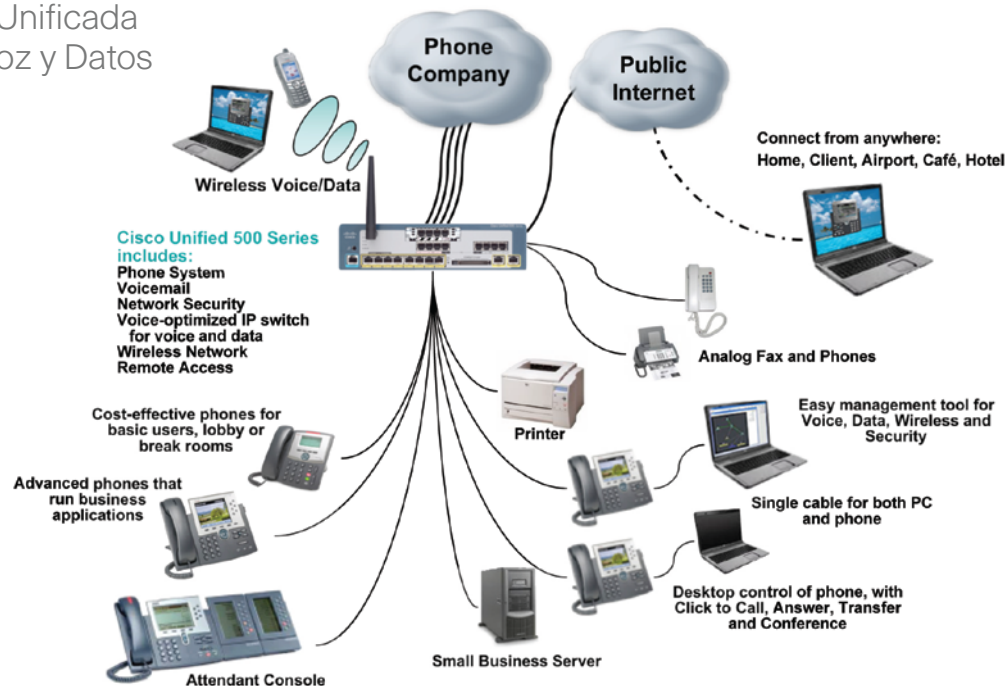 Unificada
oz y Datos
Phone
Company
Public
Internet
Connect from anywhere:
Home, Client, Airport, Café, Hotel
Wireless Voice/Data
Cisco Unified 500 Series
includes:
Phone System
Voicemail
Network Security
Voice-optimized IP switch
for voice and data
Wireless Network
Remote Access
Analog Fax and Phones
Printer
Cost-effective phones for
basic users, lobby or
break rooms
Easy management tool for
Voice, Data, Wireless and
Security
Advanced phones that
run business
applications
Single cable for both PC
and phone
Desktop control of phone, with
Click to Call, Answer, Transfer
and Conference
Small Business Server
Attendant Console